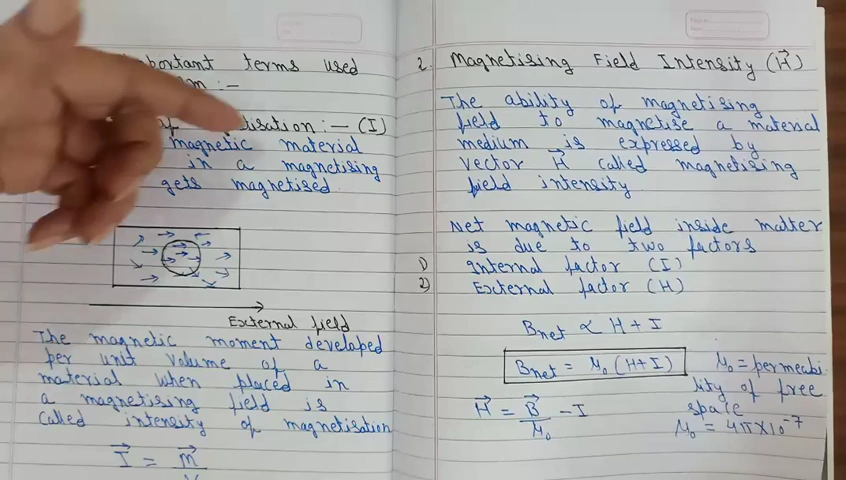 mportant terms used
m : -
of tisation : - (I)
magnetic material
in a magnetising
gets magnetised.
External field
The magnetic moment developed
per unit volume of a
material when placed in
a magnetising field is
called intensity of magnetisation
I⃗ = m⃗
2. Magnetising Field Intensity (H⃗)
The ability of magnetising
field to magnetise a material
medium is expressed by
vector H⃗ called magnetising
field intensity
Net magnetic field inside matter
is due to two factors
1) Internal factor (I)
2) External factor (H)
Bnet ∝ H + I
Bnet = μ₀ (H+I)
μ₀ = permeabi
lity of free
space
μ₀ = 4π×10⁻⁷
H⃗ = B⃗/μ₀ - I